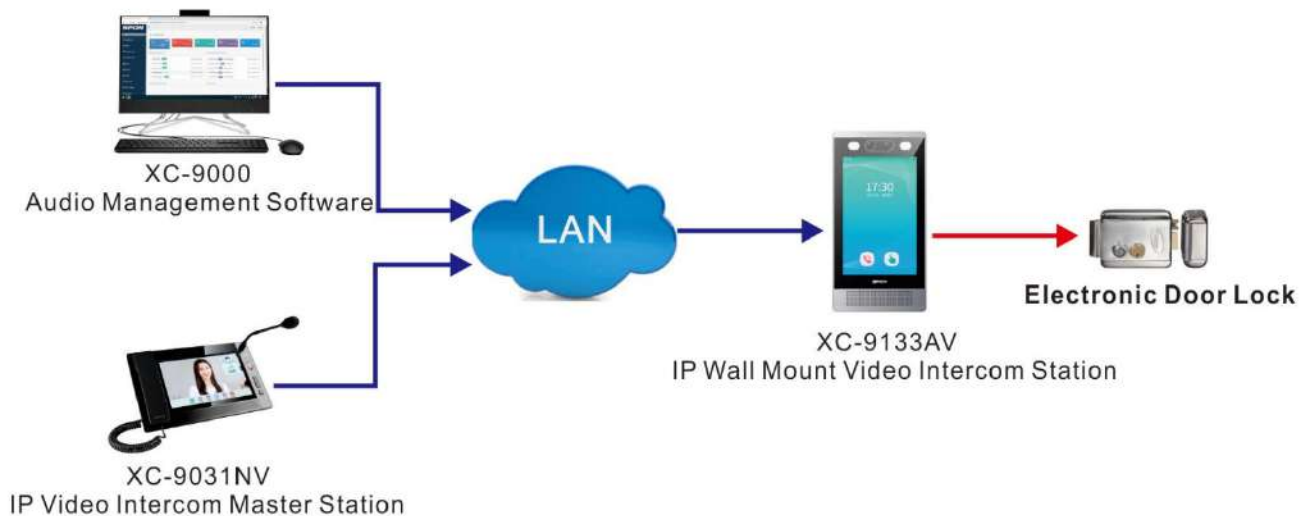 XC-9000
Audio Management Software
LAN
17:30
XC-9133AV
IP Wall Mount Video Intercom Station
Electronic Door Lock
XC-9031NV
IP Video Intercom Master Station